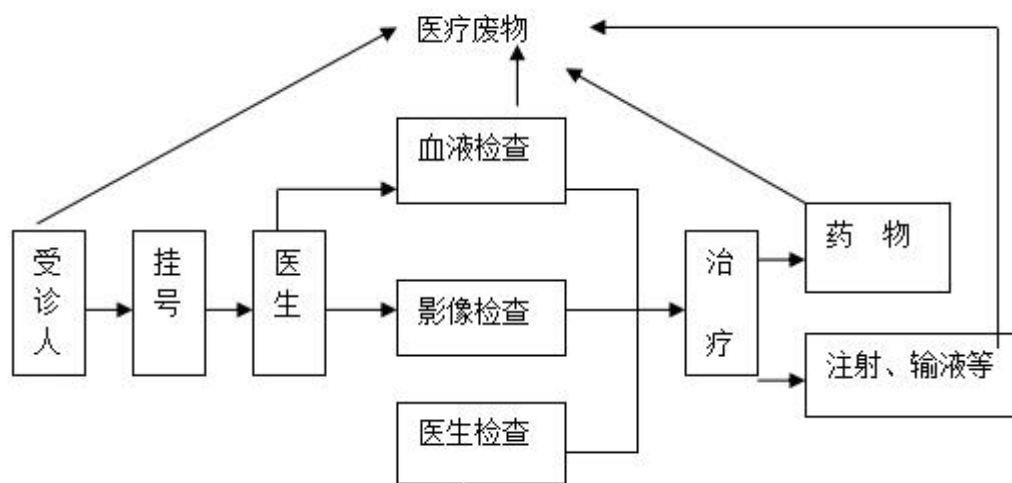 医疗废物
血液检查
受诊人
挂号
医生
影像检查
医生检查
治疗
药　物
注射、输液等